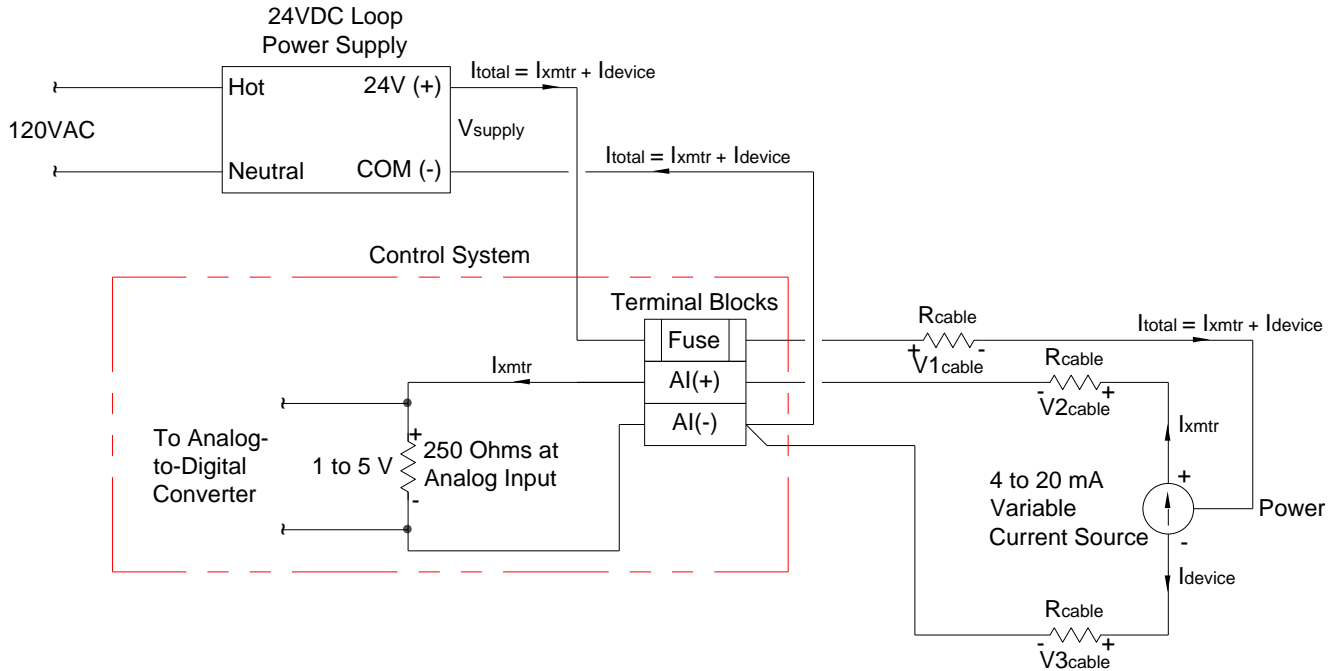 24VDC Loop
Power Supply
Hot
24V (+)
Itotal = Ixmtr + Idevice
120VAC
Vsupply
Neutral
COM (-)
Itotal = Ixmtr + Idevice
Control System
Terminal Blocks
Fuse
Rcable
+ -
V1cable
Itotal = Ixmtr + Idevice
Ixmtr
AI(+)
Rcable
- +
V2cable
AI(-)
Ixmtr
To Analog-
to-Digital
Converter
1 to 5 V
+
-
250 Ohms at
Analog Input
4 to 20 mA
Variable
Current Source
+
-
Power
Idevice
Rcable
- +
V3cable